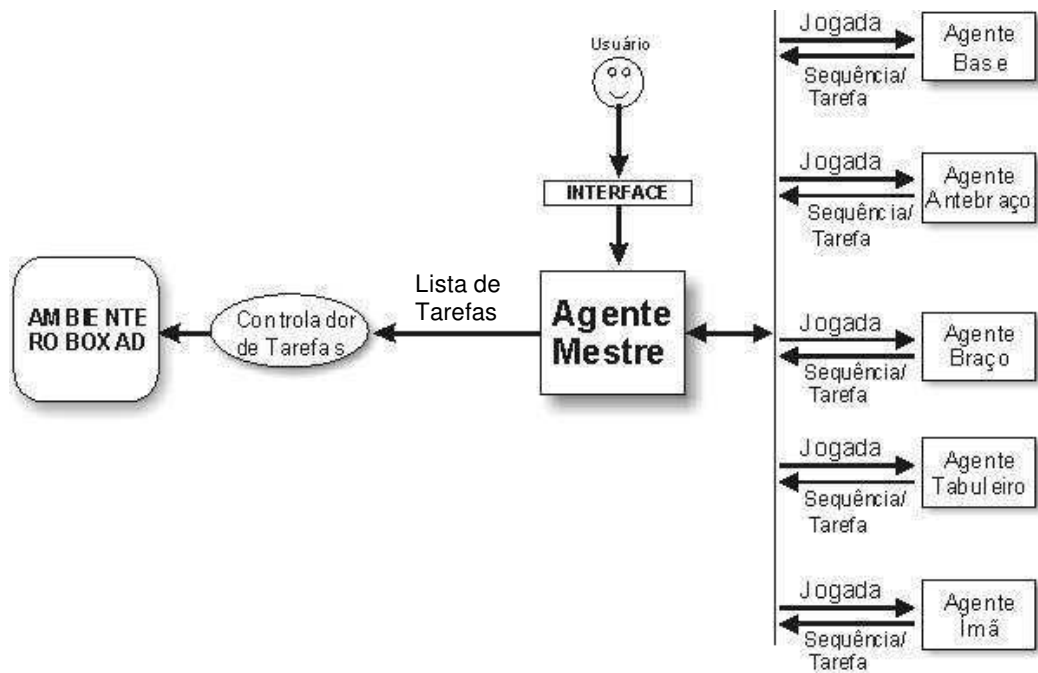 Usuário
INTERFACE
Agente
Mestre
Lista de
Tarefas
Controlador
de Tarefas
AMBIENTE
ROBOXAD
Jogada
Sequência/
Tarefa
Agente
Base
Jogada
Sequência/
Tarefa
Agente
Antebraço
Jogada
Sequência/
Tarefa
Agente
Braço
Jogada
Sequência/
Tarefa
Agente
Tabuleiro
Jogada
Sequência/
Tarefa
Agente
Ímã